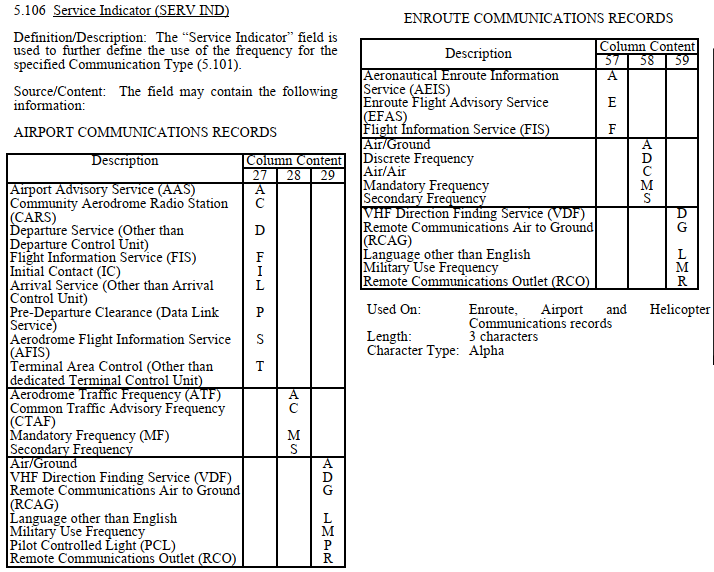 5.106 Service Indicator (SERV IND)
Definition/Description: The “Service Indicator” field is
used to further define the use of the frequency for the
specified Communication Type (5.101).
Source/Content: The field may contain the following
information:
AIRPORT COMMUNICATIONS RECORDS
Description Column Content
27 28 29
Airport Advisory Service (AAS) A
Community Aerodrome Radio Station C
(CARS)
Departure Service (Other than D
Departure Control Unit)
Flight Information Service (FIS) F
Initial Contact (IC) I
Arrival Service (Other than Arrival L
Control Unit)
Pre-Departure Clearance (Data Link P
Service)
Aerodrome Flight Information Service S
(AFIS)
Terminal Area Control (Other than T
dedicated Terminal Control Unit)
Aerodrome Traffic Frequency (ATF) A
Common Traffic Advisory Frequency C
(CTAF)
Mandatory Frequency (MF) M
Secondary Frequency S
Air/Ground A
VHF Direction Finding Service (VDF) D
Remote Communications Air to Ground G
(RCAG)
Language other than English L
Military Use Frequency M
Pilot Controlled Light (PCL) P
Remote Communications Outlet (RCO) R
ENROUTE COMMUNICATIONS RECORDS
Description Column Content
57 58 59
Aeronautical Enroute Information A
Service (AEIS)
Enroute Flight Advisory Service E
(EFAS)
Flight Information Service (FIS) F
Air/Ground A
Discrete Frequency D
Air/Air C
Mandatory Frequency M
Secondary Frequency S
VHF Direction Finding Service (VDF) D
Remote Communications Air to Ground G
(RCAG)
Language other than English L
Military Use Frequency M
Remote Communications Outlet (RCO) R
Used On: Enroute, Airport and Helicopter
Communications records
Length: 3 characters
Character Type: Alpha